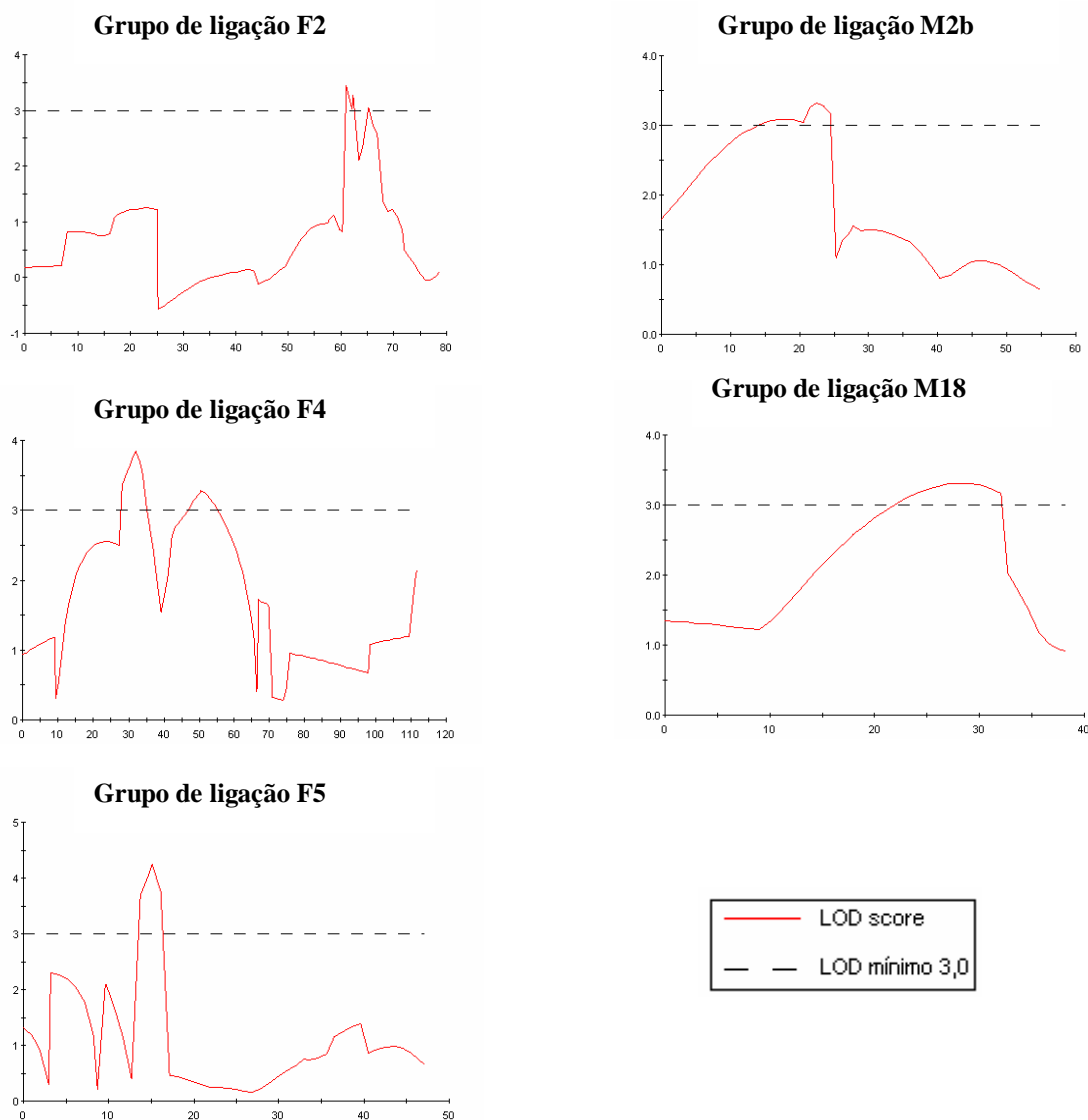 Grupo de ligação F2
4
3
2
1
0
-1
0 10 20 30 40 50 60 70 80
Grupo de ligação M2b
4.0
3.0
2.0
1.0
0.0
0 10 20 30 40 50 60
Grupo de ligação F4
4
3
2
1
0
0 10 20 30 40 50 60 70 80 90 100 110 120
Grupo de ligação M18
4.0
3.0
2.0
1.0
0.0
0 10 20 30 40
Grupo de ligação F5
5
4
3
2
1
0
0 10 20 30 40 50
LOD score
LOD mínimo 3,0